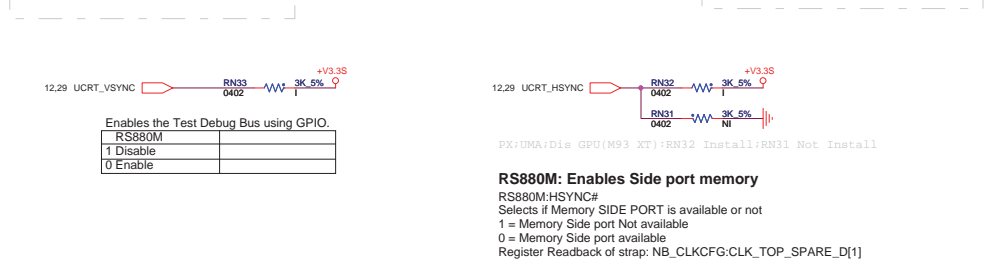 +V3.3S
12,29 UCRT_VSYNC RN33 3K_5%
0402 I
Enables the Test Debug Bus using GPIO.
RS880M
1 Disable
0 Enable
+V3.3S
12,29 UCRT_HSYNC RN32 3K_5%
0402 I
RN31 3K_5%
0402 NI
PX;UMA;Dis GPU(M93 XT):RN32 Install;RN31 Not Install
RS880M: Enables Side port memory
RS880M:HSYNC#
Selects if Memory SIDE PORT is available or not
1 = Memory Side port Not available
0 = Memory Side port available
Register Readback of strap: NB_CLKCFG:CLK_TOP_SPARE_D[1]